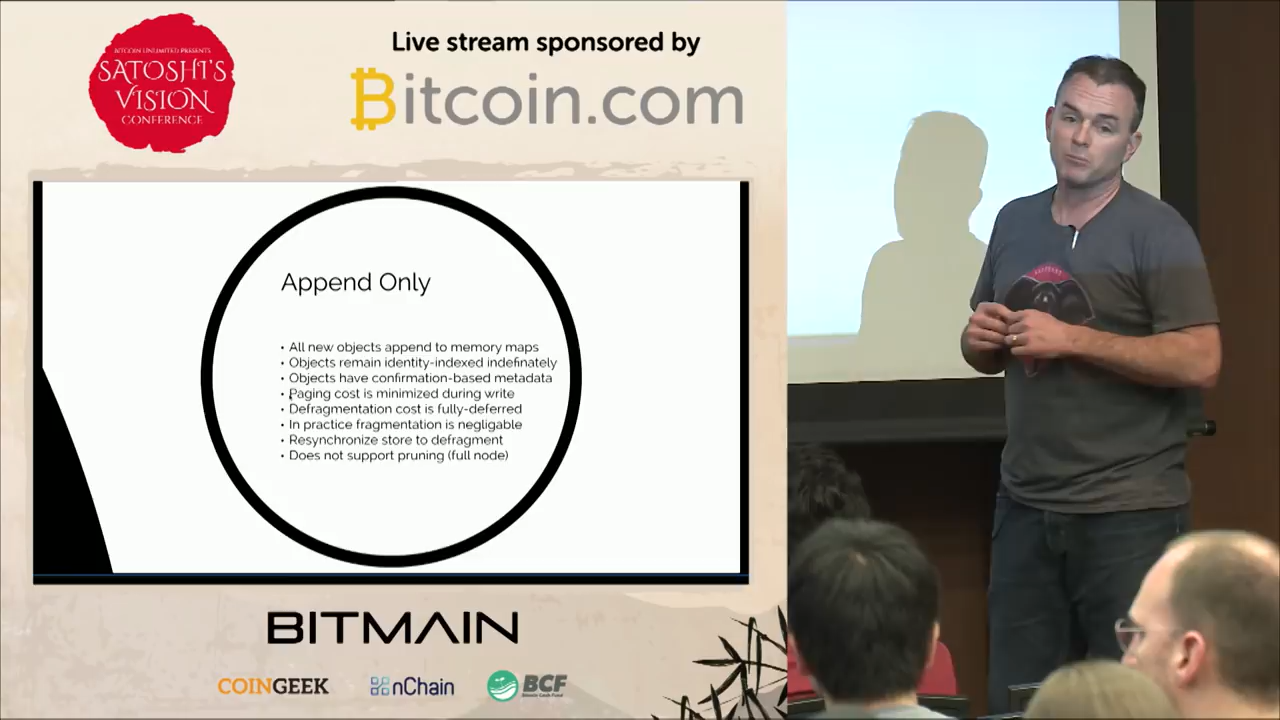 BITCOIN UNLIMITED PRESENTS
SATOSHI'S
VISION
CONFERENCE
Live stream sponsored by
Bitcoin.com
Append Only
• All new objects append to memory maps
• Objects remain identity-indexed indefinately
• Objects have confirmation-based metadata
• Paging cost is minimized during write
• Defragmentation cost is fully-deferred
• In practice fragmentation is negligable
• Resynchronize store to defragment
• Does not support pruning (full node)
BITMAIN
COINGEEK
nChain
BCF
Bitcoin Cash Fund